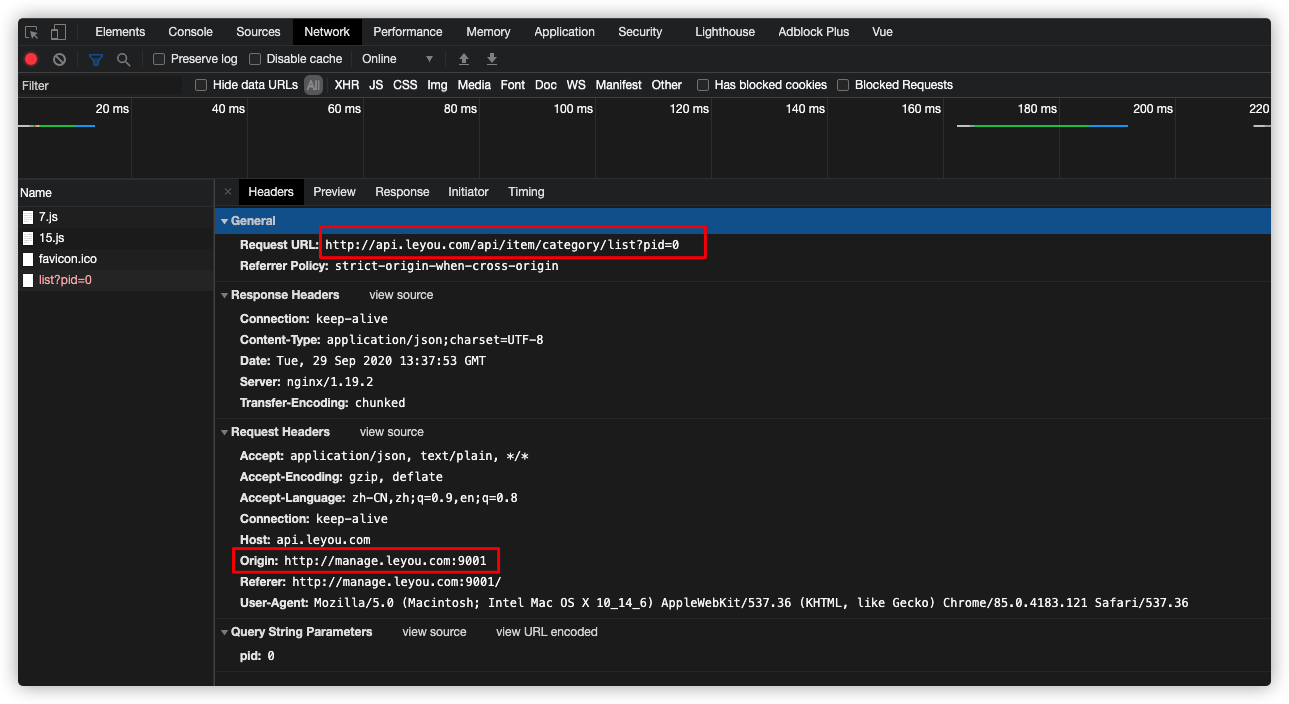 Elements Console Sources Network Performance Memory Application Security Lighthouse Adblock Plus Vue
Preserve log Disable cache Online ▼
Filter Hide data URLs All XHR JS CSS Img Media Font Doc WS Manifest Other Has blocked cookies Blocked Requests
20 ms 40 ms 60 ms 80 ms 100 ms 120 ms 140 ms 160 ms 180 ms 200 ms 220
Name
7.js
15.js
favicon.ico
list?pid=0
× Headers Preview Response Initiator Timing
▼General
Request URL: http://api.leyou.com/api/item/category/list?pid=0
Referrer Policy: strict-origin-when-cross-origin
▼Response Headers view source
Connection: keep-alive
Content-Type: application/json;charset=UTF-8
Date: Tue, 29 Sep 2020 13:37:53 GMT
Server: nginx/1.19.2
Transfer-Encoding: chunked
▼Request Headers view source
Accept: application/json, text/plain, */*
Accept-Encoding: gzip, deflate
Accept-Language: zh-CN,zh;q=0.9,en;q=0.8
Connection: keep-alive
Host: api.leyou.com
Origin: http://manage.leyou.com:9001
Referer: http://manage.leyou.com:9001/
User-Agent: Mozilla/5.0 (Macintosh; Intel Mac OS X 10_14_6) AppleWebKit/537.36 (KHTML, like Gecko) Chrome/85.0.4183.121 Safari/537.36
▼Query String Parameters view source view URL encoded
pid: 0